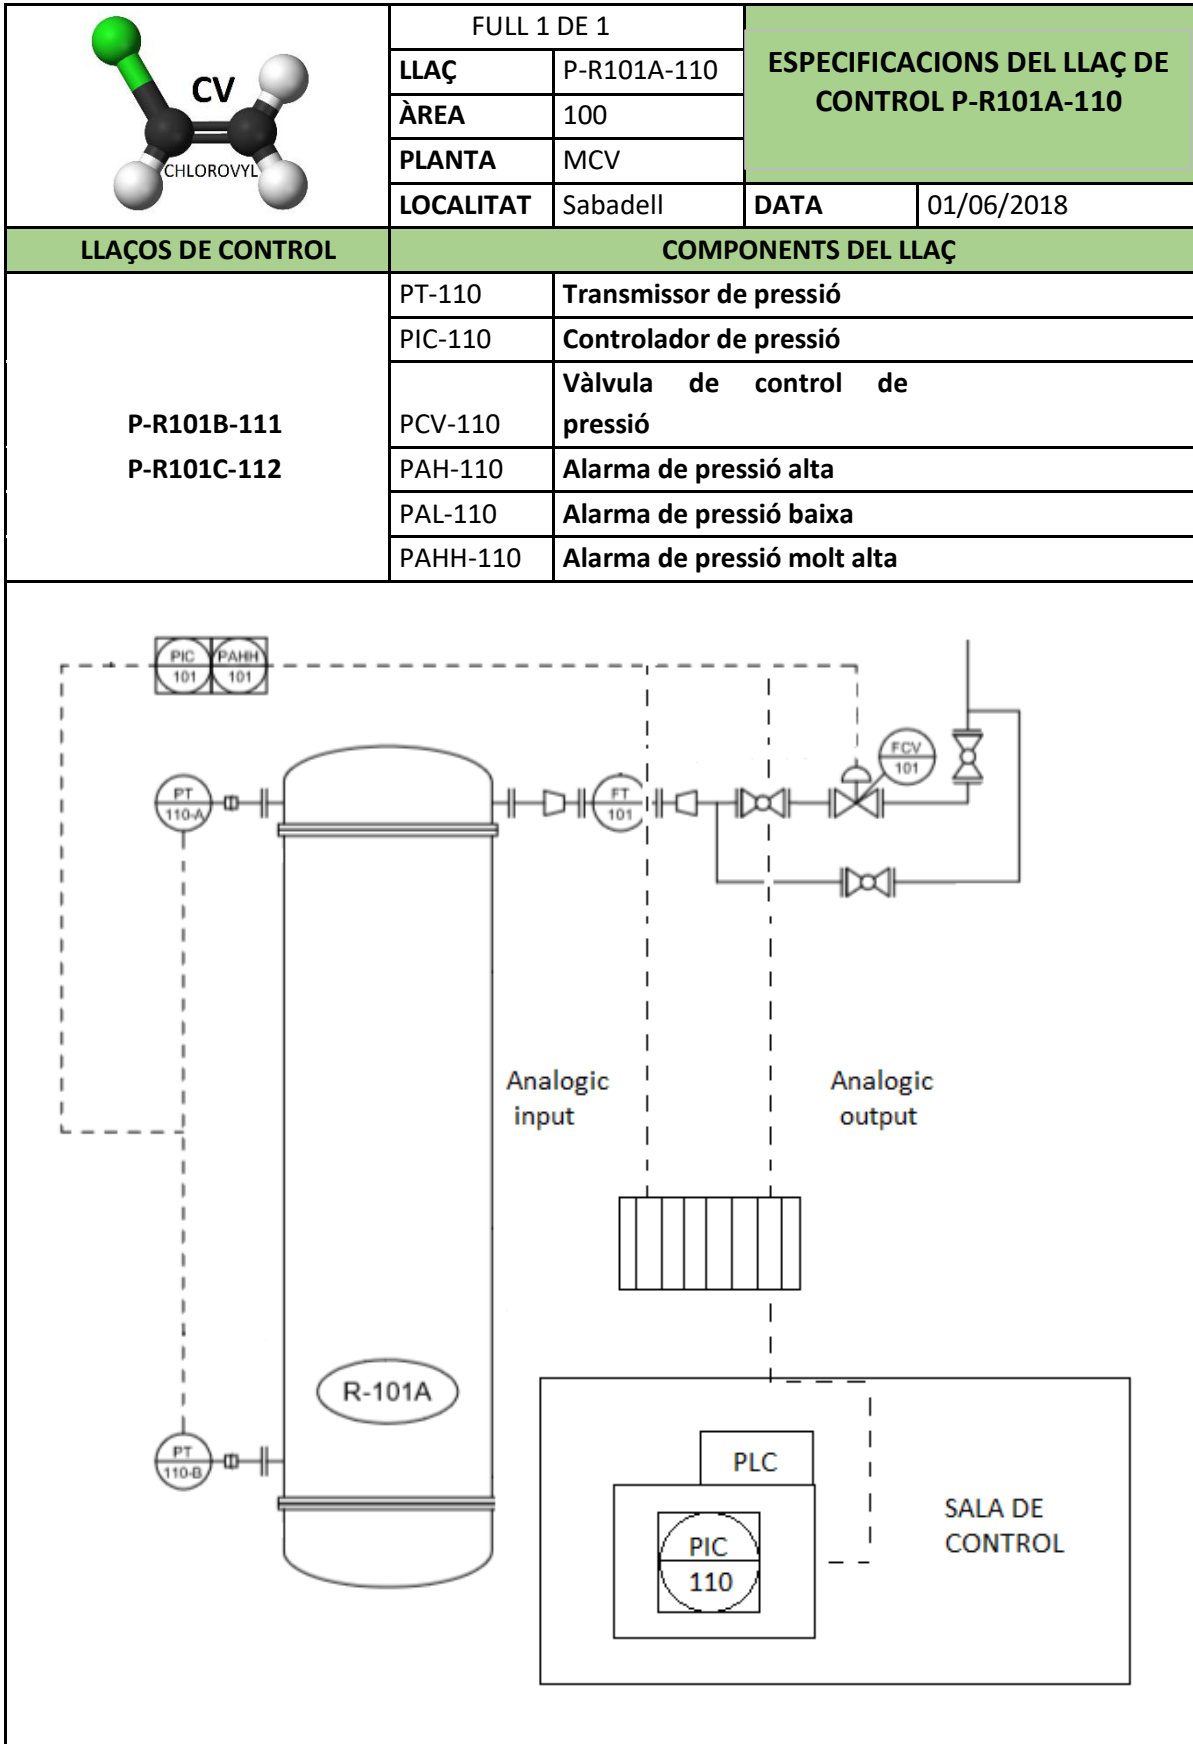 CV
CHLOROVYL
FULL 1 DE 1
LLAÇ P-R101A-110
ÀREA 100
PLANTA MCV
LOCALITAT Sabadell DATA 01/06/2018
ESPECIFICACIONS DEL LLAÇ DE
CONTROL P-R101A-110
LLAÇOS DE CONTROL COMPONENTS DEL LLAÇ
P-R101B-111
P-R101C-112
PT-110 Transmissor de pressió
PIC-110 Controlador de pressió
PCV-110 Vàlvula de control de
pressió
PAH-110 Alarma de pressió alta
PAL-110 Alarma de pressió baixa
PAHH-110 Alarma de pressió molt alta
PIC
101
PAHH
101
FCV
101
PT
110-A
FT
101
Analogic
input
Analogic
output
R-101A
PT
110-B
PLC
PIC
110
SALA DE
CONTROL